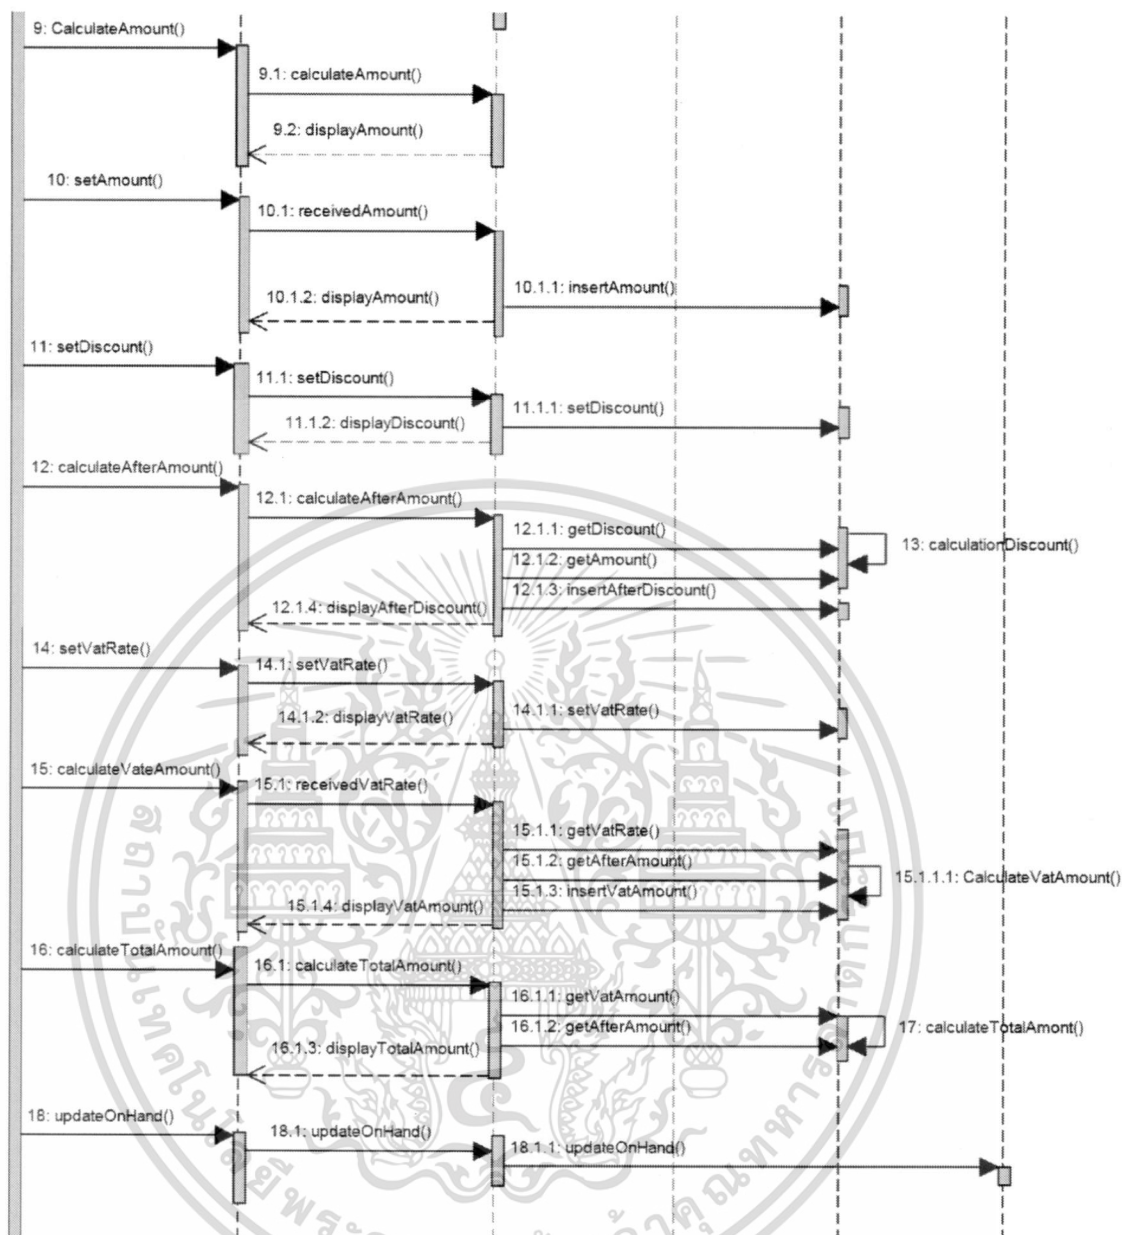 9: CalculateAmount()
9.1: calculateAmount()
9.2: displayAmount()
10: setAmount()
10.1: receivedAmount()
10.1.1: insertAmount()
10.1.2: displayAmount()
11: setDiscount()
11.1: setDiscount()
11.1.1: setDiscount()
11.1.2: displayDiscount()
12: calculateAfterAmount()
12.1: calculateAfterAmount()
12.1.1: getDiscount()
13: calculationDiscount()
12.1.2: getAmount()
12.1.3: insertAfterDiscount()
12.1.4: displayAfterDiscount()
14: setVatRate()
14.1: setVatRate()
14.1.1: setVatRate()
14.1.2: displayVatRate()
15: calculateVateAmount()
15.1: receivedVatRate()
15.1.1: getVatRate()
15.1.2: getAfterAmount()
15.1.1.1: CalculateVatAmount()
15.1.3: insertVatAmount()
15.1.4: displayVatAmount()
16: calculateTotalAmount()
16.1: calculateTotalAmount()
16.1.1: getVatAmount()
16.1.2: getAfterAmount()
17: calculateTotalAmont()
16.1.3: displayTotalAmount()
18: updateOnHand()
18.1: updateOnHand()
18.1.1: updateOnHand()